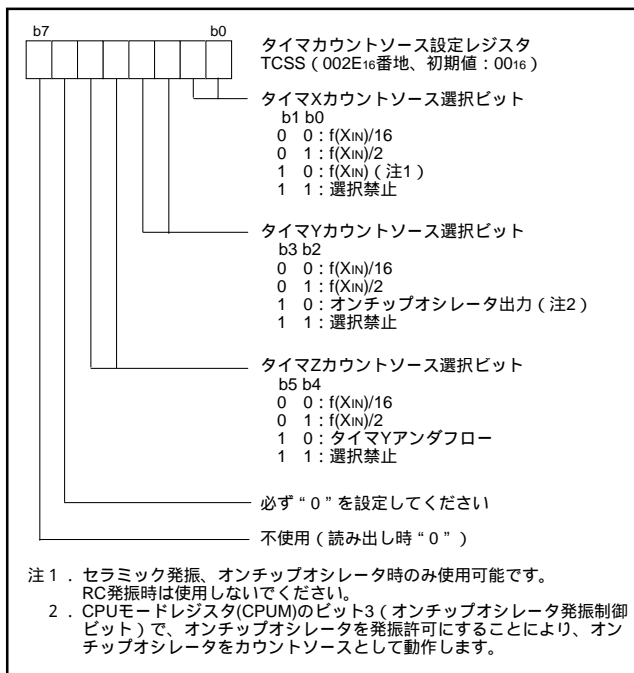 b7 b0
タイマカウントソース設定レジスタ
TCSS(002E16番地、初期値:0016)
タイマXカウントソース選択ビット
b1 b0
0 0:f(XIN)/16
0 1:f(XIN)/2
1 0:f(XIN)(注1)
1 1:選択禁止
タイマYカウントソース選択ビット
b3 b2
0 0:f(XIN)/16
0 1:f(XIN)/2
1 0:オンチップオシレータ出力(注2)
1 1:選択禁止
タイマZカウントソース選択ビット
b5 b4
0 0:f(XIN)/16
0 1:f(XIN)/2
1 0:タイマYアンダフロー
1 1:選択禁止
必ず“0”を設定してください
不使用(読み出し時“0”)
注1.セラミック発振、オンチップオシレータ時のみ使用可能です。
RC発振時は使用しないでください。
2.CPUモードレジスタ(CPUM)のビット3(オンチップオシレータ発振制御
ビット)で、オンチップオシレータを発振許可にすることにより、オン
チップオシレータをカウントソースとして動作します。